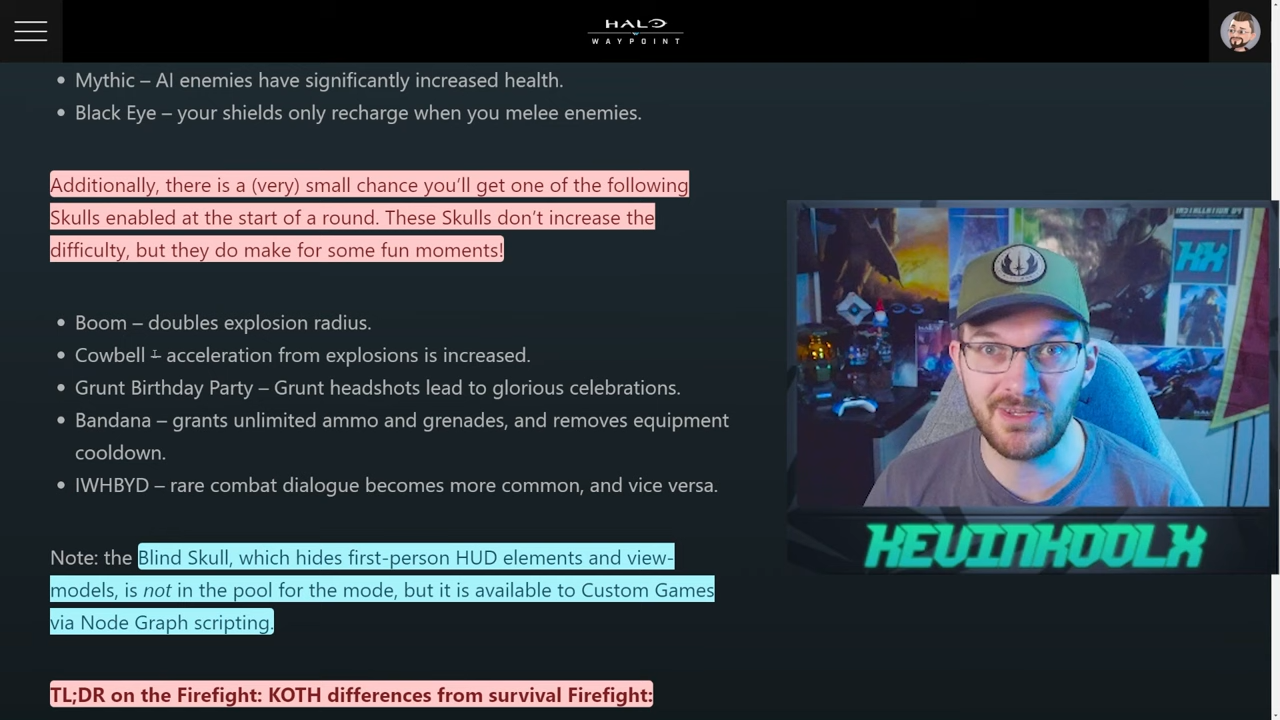 HALO
WAYPOINT
• Mythic – AI enemies have significantly increased health.
• Black Eye – your shields only recharge when you melee enemies.
Additionally, there is a (very) small chance you’ll get one of the following
Skulls enabled at the start of a round. These Skulls don’t increase the
difficulty, but they do make for some fun moments!
• Boom – doubles explosion radius.
• Cowbell – acceleration from explosions is increased.
• Grunt Birthday Party – Grunt headshots lead to glorious celebrations.
• Bandana – grants unlimited ammo and grenades, and removes equipment
cooldown.
• IWHBYD – rare combat dialogue becomes more common, and vice versa.
Note: the Blind Skull, which hides first-person HUD elements and view-
models, is not in the pool for the mode, but it is available to Custom Games
via Node Graph scripting.
TL;DR on the Firefight: KOTH differences from survival Firefight:
INSTALLATION 04
KEVINKOOLX